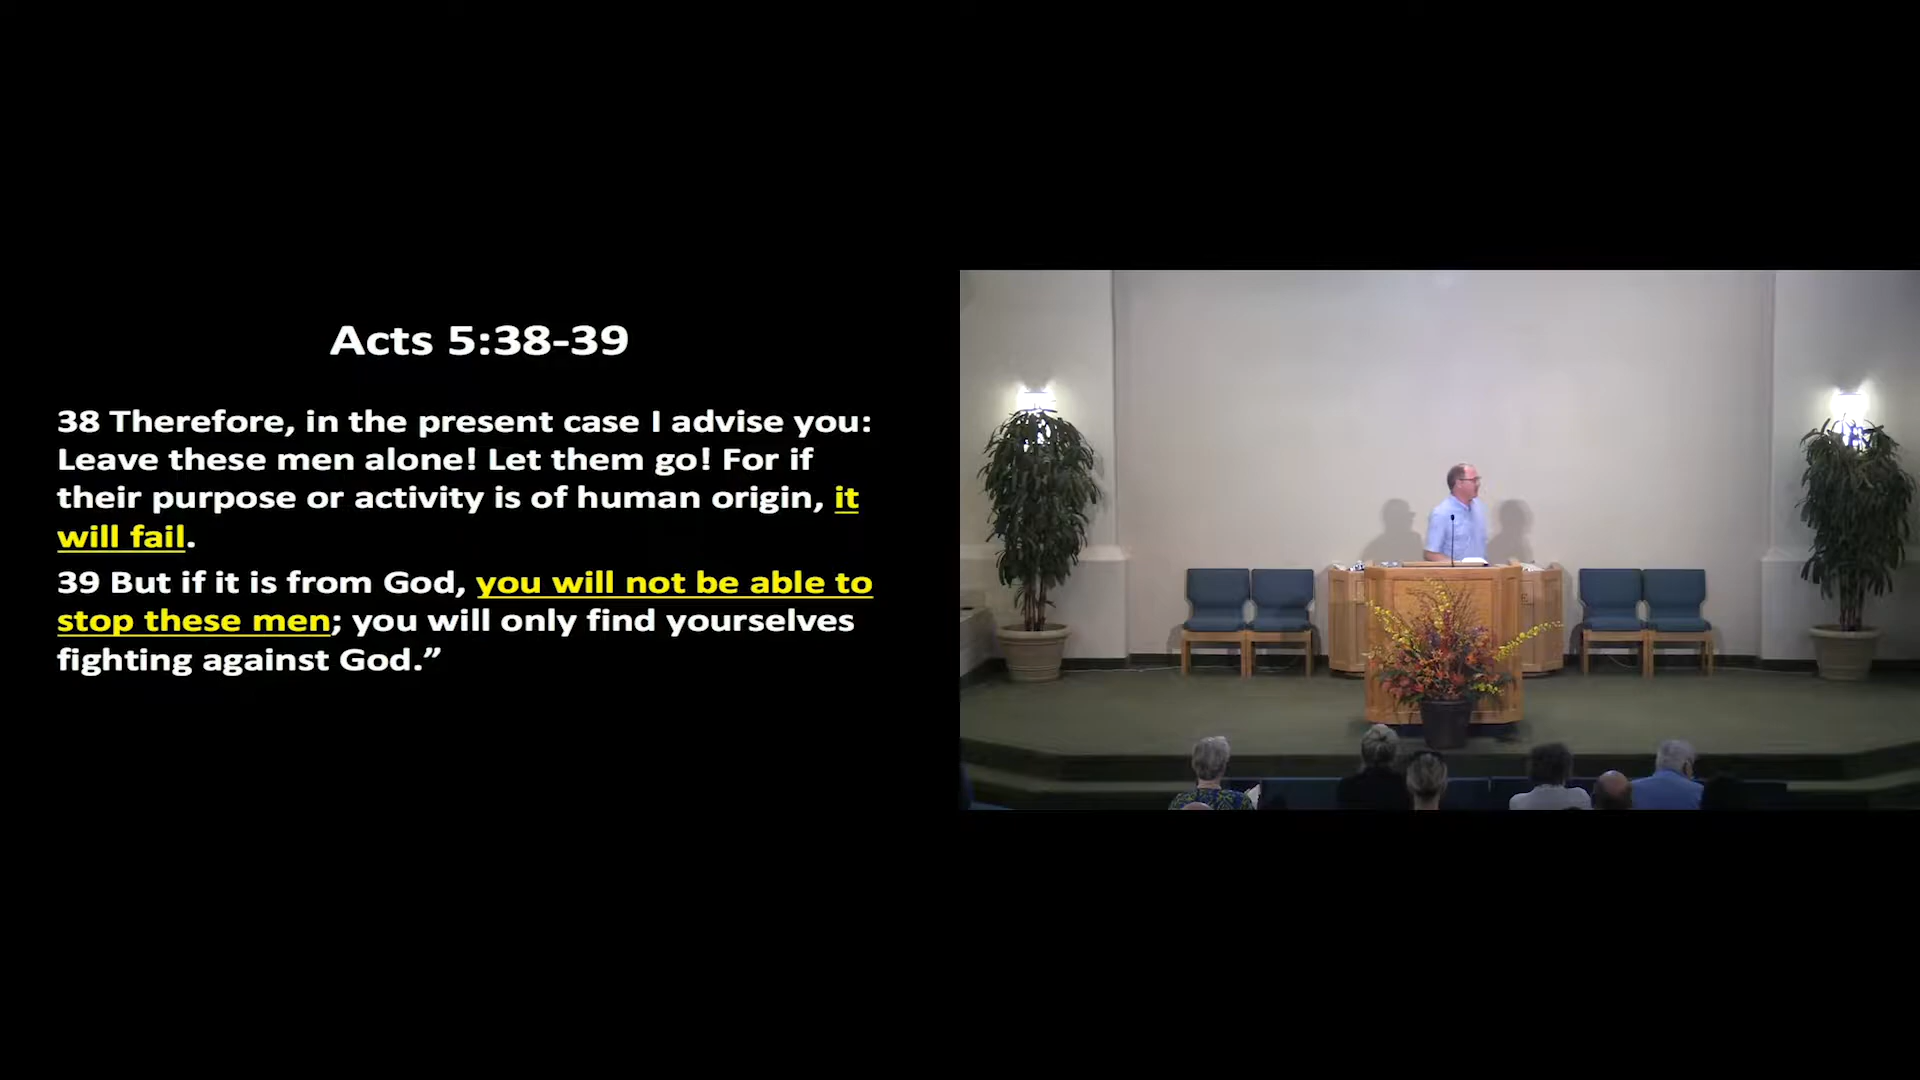 Acts 5:38-39
38 Therefore, in the present case I advise you:
Leave these men alone! Let them go! For if
their purpose or activity is of human origin, it
will fail.
39 But if it is from God, you will not be able to
stop these men; you will only find yourselves
fighting against God.”